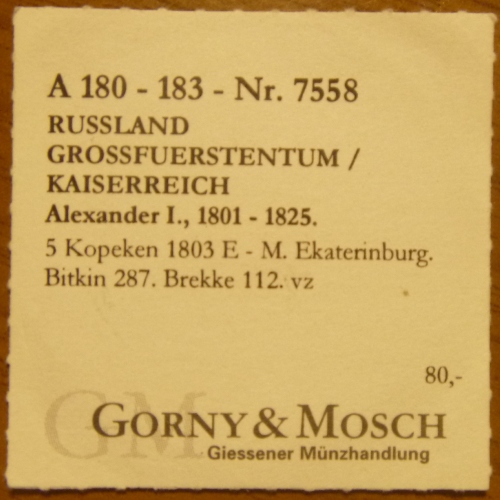 A 180 - 183 - Nr. 7558
RUSSLAND
GROSSFUERSTENTUM /
KAISERREICH
Alexander I., 1801 - 1825.
5 Kopeken 1803 E - M. Ekaterinburg.
Bitkin 287. Brekke 112. vz
80,-
GM
GORNY & MOSCH
Giessener Münzhandlung